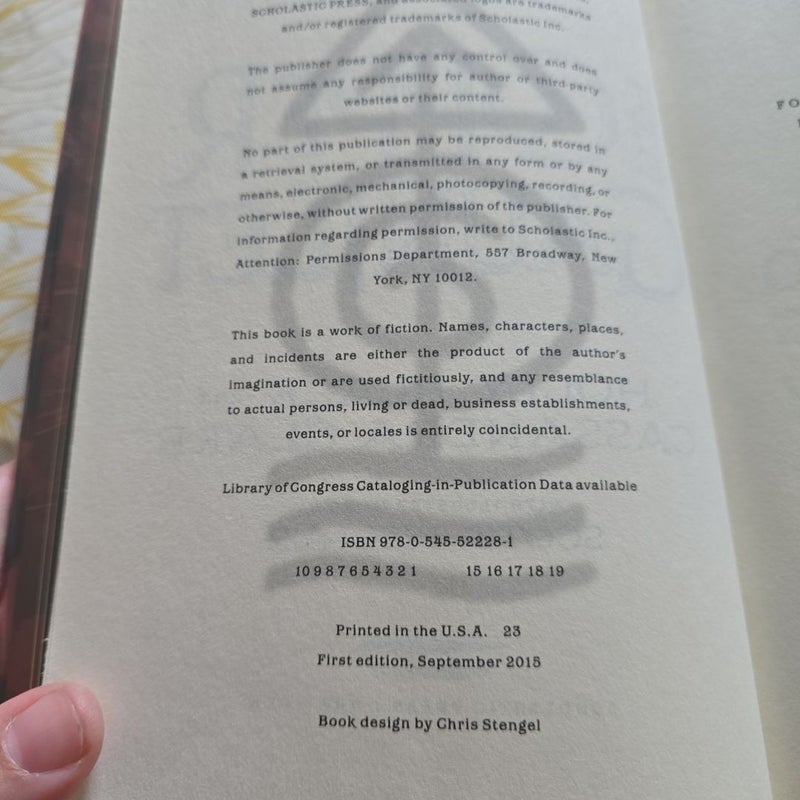 SCHOLASTIC PRESS, and associated logos are trademarks
and/or registered trademarks of Scholastic Inc.
The publisher does not have any control over and does
not assume any responsibility for author or third-party
websites or their content.
No part of this publication may be reproduced, stored in
a retrieval system, or transmitted in any form or by any
means, electronic, mechanical, photocopying, recording, or
otherwise, without written permission of the publisher. For
information regarding permission, write to Scholastic Inc.,
Attention: Permissions Department, 557 Broadway, New
York, NY 10012.
This book is a work of fiction. Names, characters, places,
and incidents are either the product of the author's
imagination or are used fictitiously, and any resemblance
to actual persons, living or dead, business establishments,
events, or locales is entirely coincidental.
Library of Congress Cataloging-in-Publication Data available
ISBN 978-0-545-52228-1
10 9 8 7 6 5 4 3 2 1 15 16 17 18 19
Printed in the U.S.A. 23
First edition, September 2015
Book design by Chris Stengel
FO